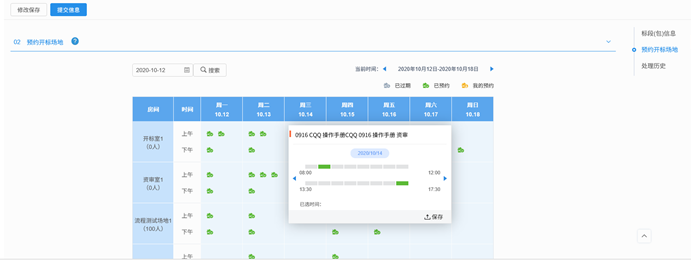 修改保存 提交信息
02 预约开标场地 ?
标段(包)信息
预约开标场地
处理历史
2020-10-12 搜索
当前时间: 2020年10月12日-2020年10月18日
已过期 已预约 我的预约
房间 时间 周一 周二 周三 周四 周五 周六 周日
10.12 10.13 10.14 10.15 10.16 10.17 10.18
开标室1
(0人)
上午
下午
资审室1
(0人)
上午
下午
流程测试场地1
(100人)
上午
下午
上午
0916 CQQ 操作手册CQQ 0916 操作手册 资审
2020/10/14
08:00 12:00
13:30 17:30
已选时间:
保存